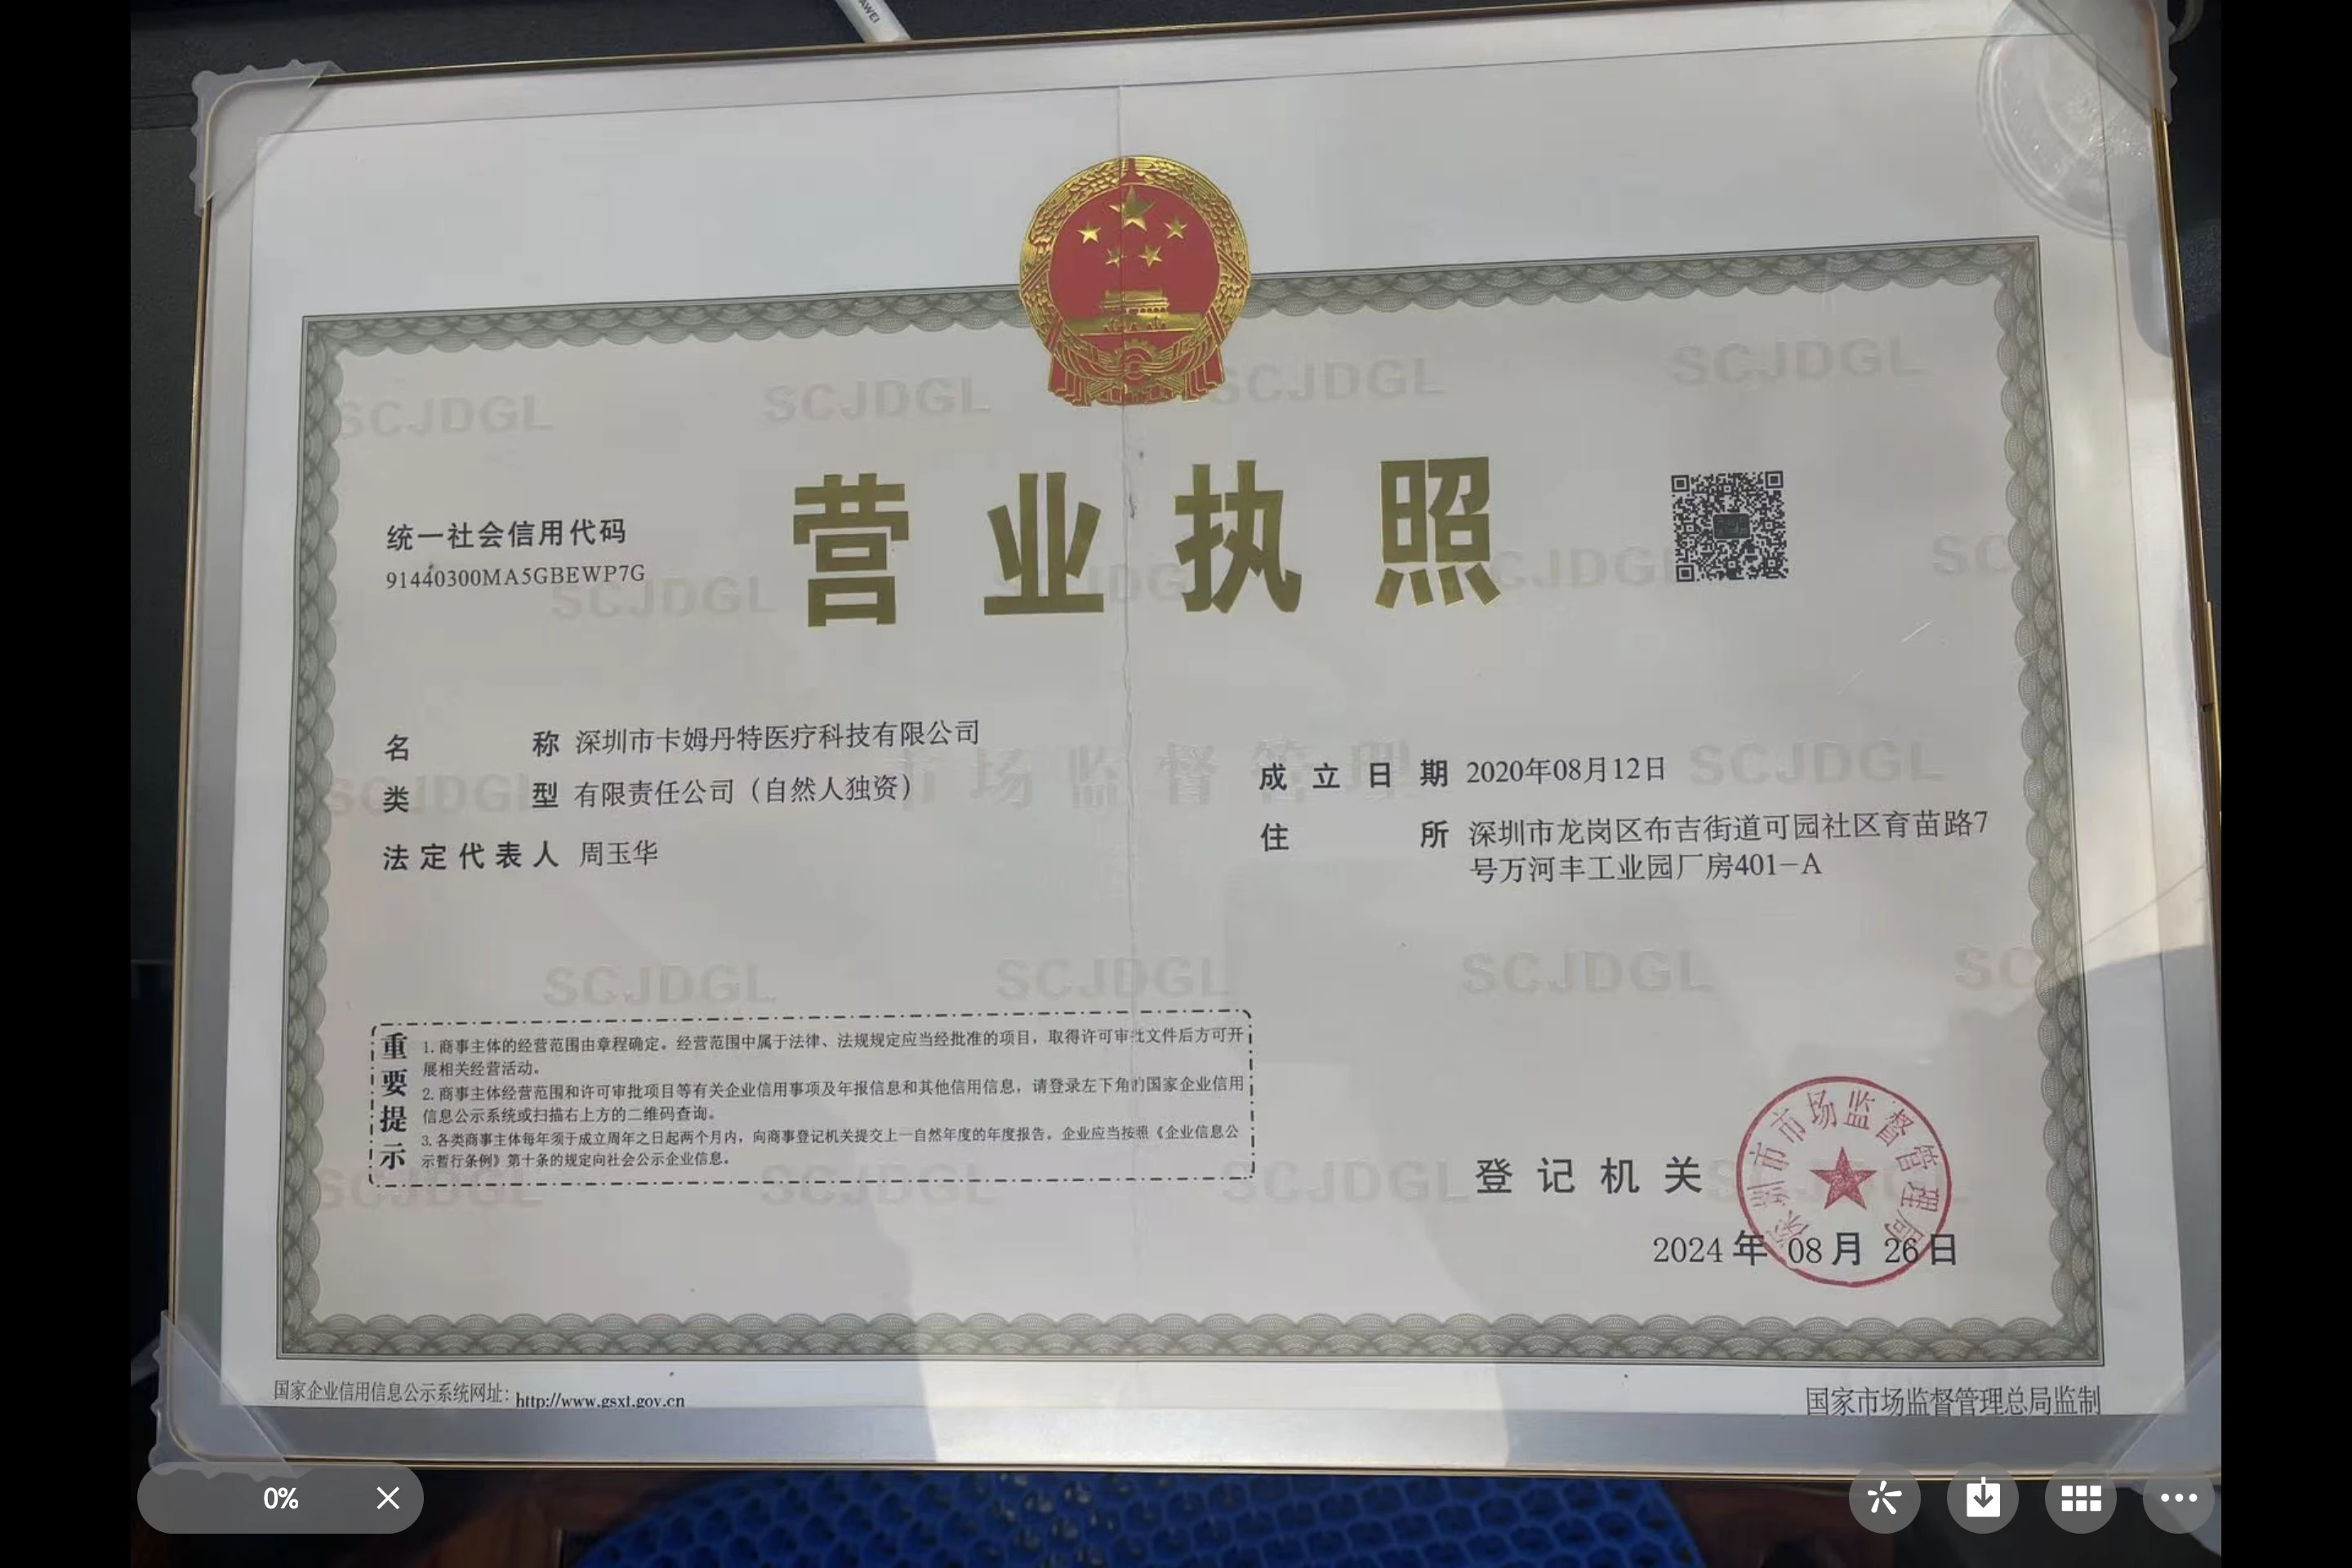 统一社会信用代码
91440300MA5GBEWP7G
营业执照
名称 深圳市卡姆丹特医疗科技有限公司
类型 有限责任公司（自然人独资）
法定代表人 周玉华
成立日期 2020年08月12日
住所 深圳市龙岗区布吉街道可园社区育苗路7
号万河丰工业园厂房401-A
重要提示
1.商事主体的经营范围由章程确定。经营范围中属于法律、法规规定应当经批准的项目，取得许可审批文件后方可开
展相关经营活动。
2.商事主体经营范围和许可审批项目等有关企业信用事项及年报信息和其他信用信息，请登录左下角的国家企业信用
信息公示系统或扫描右上方的二维码查询。
3.各类商事主体每年须于成立周年之日起两个月内，向商事登记机关提交上一自然年度的年度报告。企业应当按照《企业信息公
示暂行条例》第十条的规定向社会公示企业信息。
登记机关
深圳市市场监督管理局
2024年08月26日
国家企业信用信息公示系统网址：http://www.gsxt.gov.cn
国家市场监督管理总局监制
SCJDGL
市场监督管理
0%